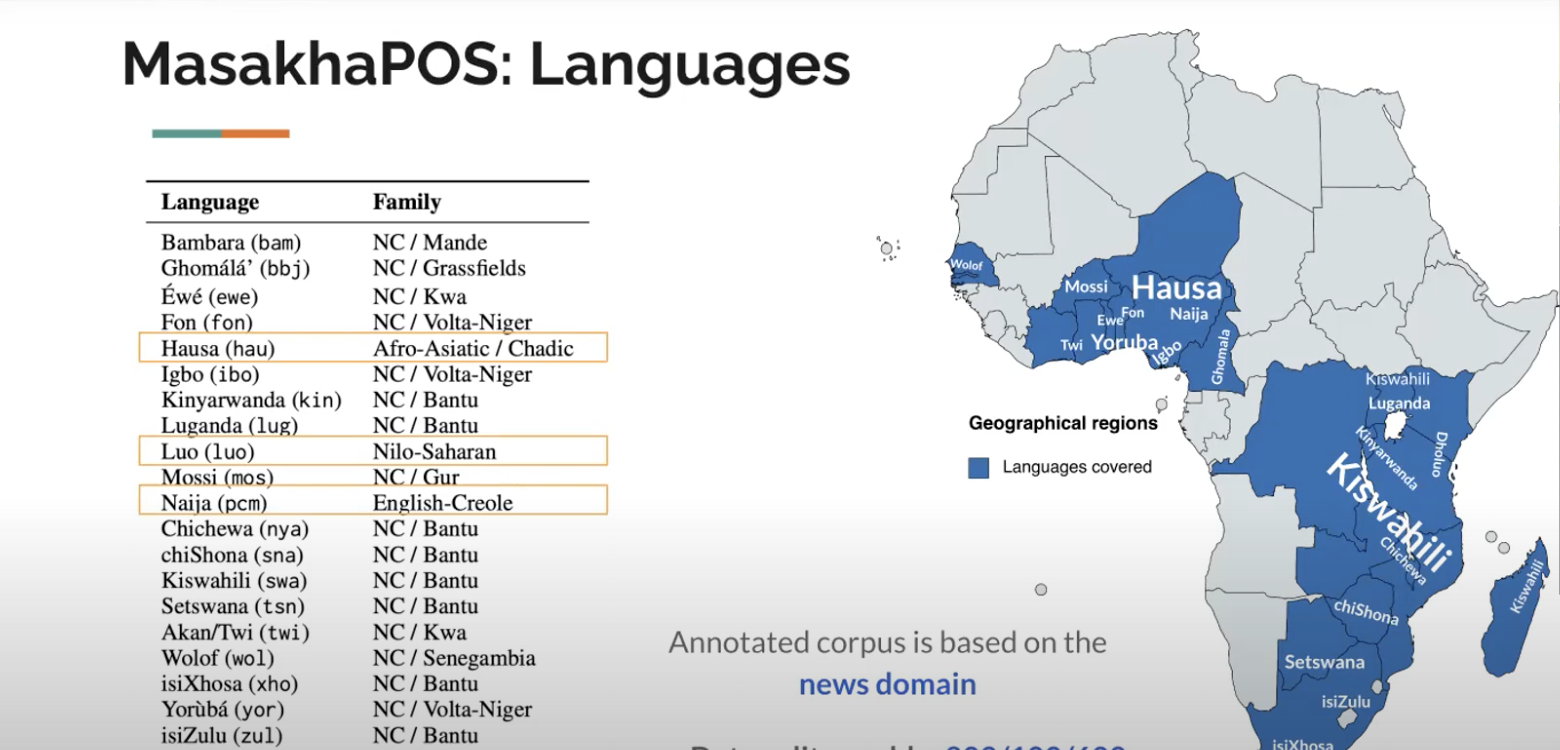 MasakhaPOS: Languages
Language Family
Bambara (bam) NC / Mande
Ghomálá’ (bbj) NC / Grassfields
Éwé (ewe) NC / Kwa
Fon (fon) NC / Volta-Niger
Hausa (hau) Afro-Asiatic / Chadic
Igbo (ibo) NC / Volta-Niger
Kinyarwanda (kin) NC / Bantu
Luganda (lug) NC / Bantu
Luo (luo) Nilo-Saharan
Mossi (mos) NC / Gur
Naija (pcm) English-Creole
Chichewa (nya) NC / Bantu
chiShona (sna) NC / Bantu
Kiswahili (swa) NC / Bantu
Setswana (tsn) NC / Bantu
Akan/Twi (twi) NC / Kwa
Wolof (wol) NC / Senegambia
isiXhosa (xho) NC / Bantu
Yorùbá (yor) NC / Volta-Niger
isiZulu (zul) NC / Bantu
Annotated corpus is based on the
news domain
Wolof
Mossi
Hausa
Ewe
Fon
Naija
Twi
Yoruba
Igbo
Ghomala
Geographical regions
Languages covered
Kiswahili
Luganda
Kinyarwanda
Dholuo
Kiswahili
Chichewa
Kiswahili
chiShona
Setswana
isiZulu
isiXhosa